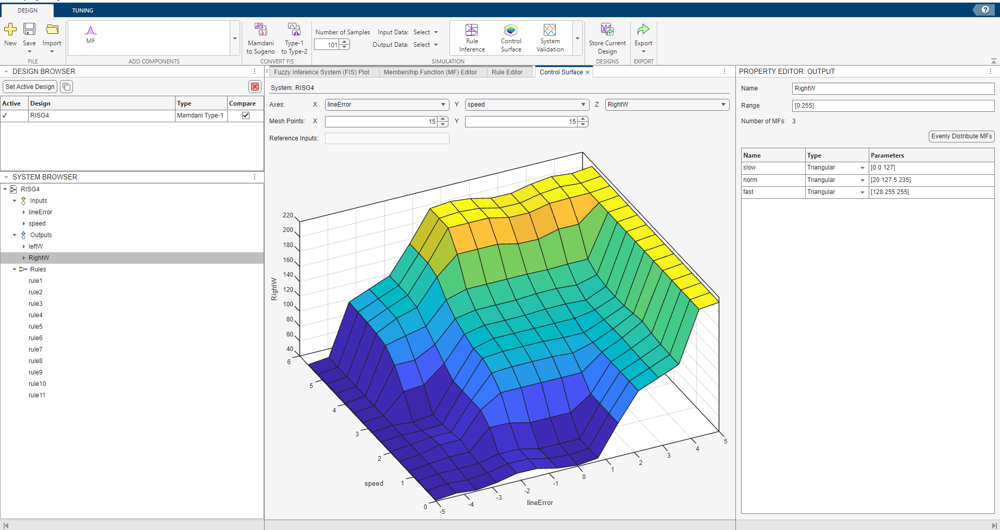 DESIGN
TUNING
?
New
Save
Import
MF
Mamdani
to Sugeno
Type-1
to Type-2
Number of Samples
101
Input Data: Select
Output Data: Select
Rule
Inference
Control
Surface
System
Validation
Store Current
Design
Export
FILE
ADD COMPONENTS
CONVERT FIS
SIMULATION
DESIGNS
EXPORT
DESIGN BROWSER
Set Active Design
Active Design Type Compare
✓ RISG4 Mamdani Type-1
SYSTEM BROWSER
RISG4
Inputs
lineError
speed
Outputs
leftW
RightW
Rules
rule1
rule2
rule3
rule4
rule5
rule6
rule7
rule8
rule9
rule10
rule11
Fuzzy Inference System (FIS) Plot
Membership Function (MF) Editor
Rule Editor
Control Surface
System: RISG4
Axes: X lineError Y speed Z RightW
Mesh Points: X 15 Y 15
Reference Inputs:
220
200
180
160
140
120
100
80
60
40
RightW
6
5
4
3
2
1
0
speed
-5
-4
-3
-2
-1
0
1
2
3
4
5
lineError
PROPERTY EDITOR: OUTPUT
Name RightW
Range [0 255]
Number of MFs: 3
Evenly Distribute MFs
Name Type Parameters
slow Triangular [0 0 127]
norm Triangular [20 127.5 235]
fast Triangular [128 255 255]